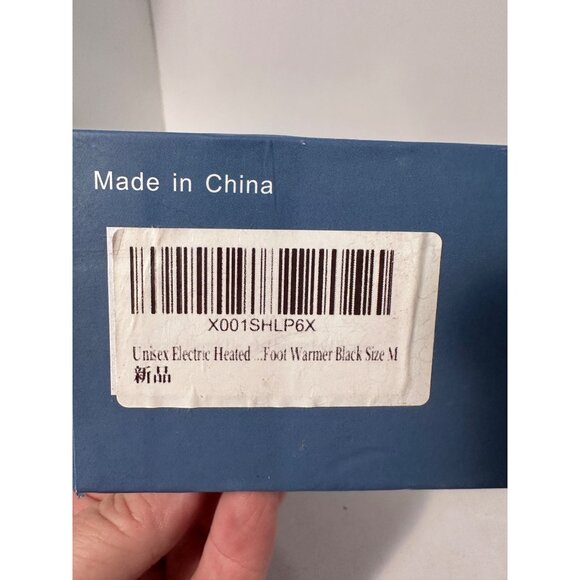 Made in China
X001SHLP6X
Unisex Electric Heated ...Foot Warmer Black Size M
新品